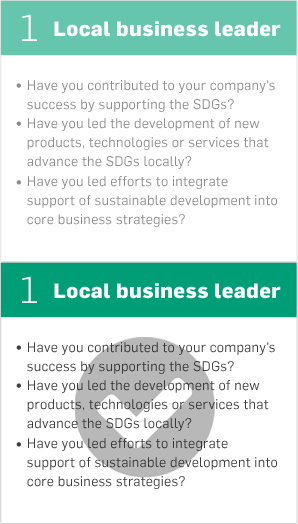 1 Local business leader
• Have you contributed to your company's
success by supporting the SDGs?
• Have you led the development of new
products, technologies or services that
advance the SDGs locally?
• Have you led efforts to integrate
support of sustainable development into
core business strategies?
1 Local business leader
• Have you contributed to your company's
success by supporting the SDGs?
• Have you led the development of new
products, technologies or services that
advance the SDGs locally?
• Have you led efforts to integrate
support of sustainable development into
core business strategies?